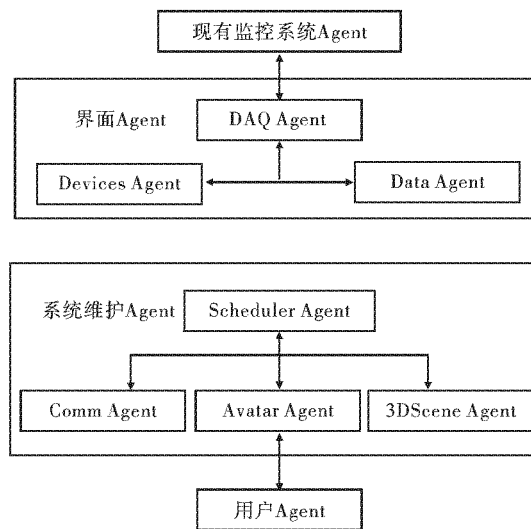 现有监控系统Agent
界面Agent
DAQ Agent
Devices Agent
Data Agent
系统维护Agent
Scheduler Agent
Comm Agent
Avatar Agent
3DScene Agent
用户Agent